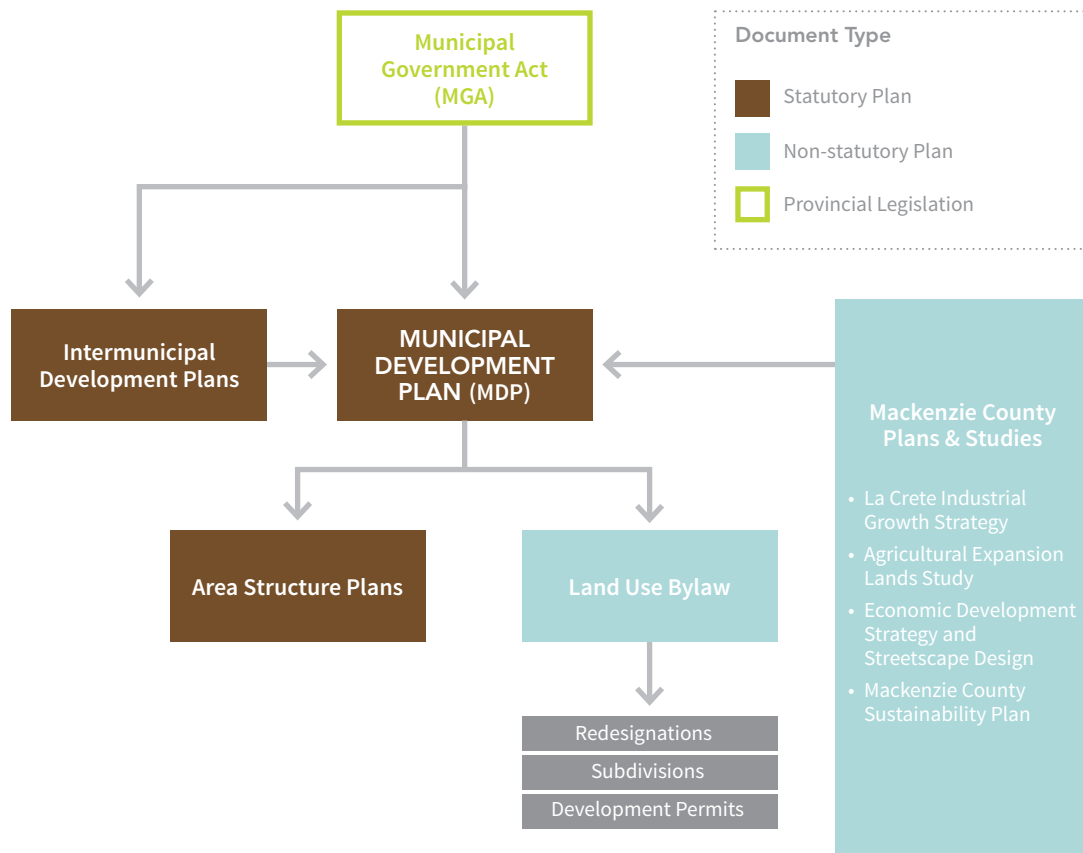 Municipal
Government Act
(MGA)
Document Type
Statutory Plan
Non-statutory Plan
Provincial Legislation
Intermunicipal
Development Plans
MUNICIPAL
DEVELOPMENT
PLAN (MDP)
Mackenzie County
Plans & Studies
• La Crete Industrial
Growth Strategy
• Agricultural Expansion
Lands Study
• Economic Development
Strategy and
Streetscape Design
• Mackenzie County
Sustainability Plan
Area Structure Plans
Land Use Bylaw
Redesignations
Subdivisions
Development Permits